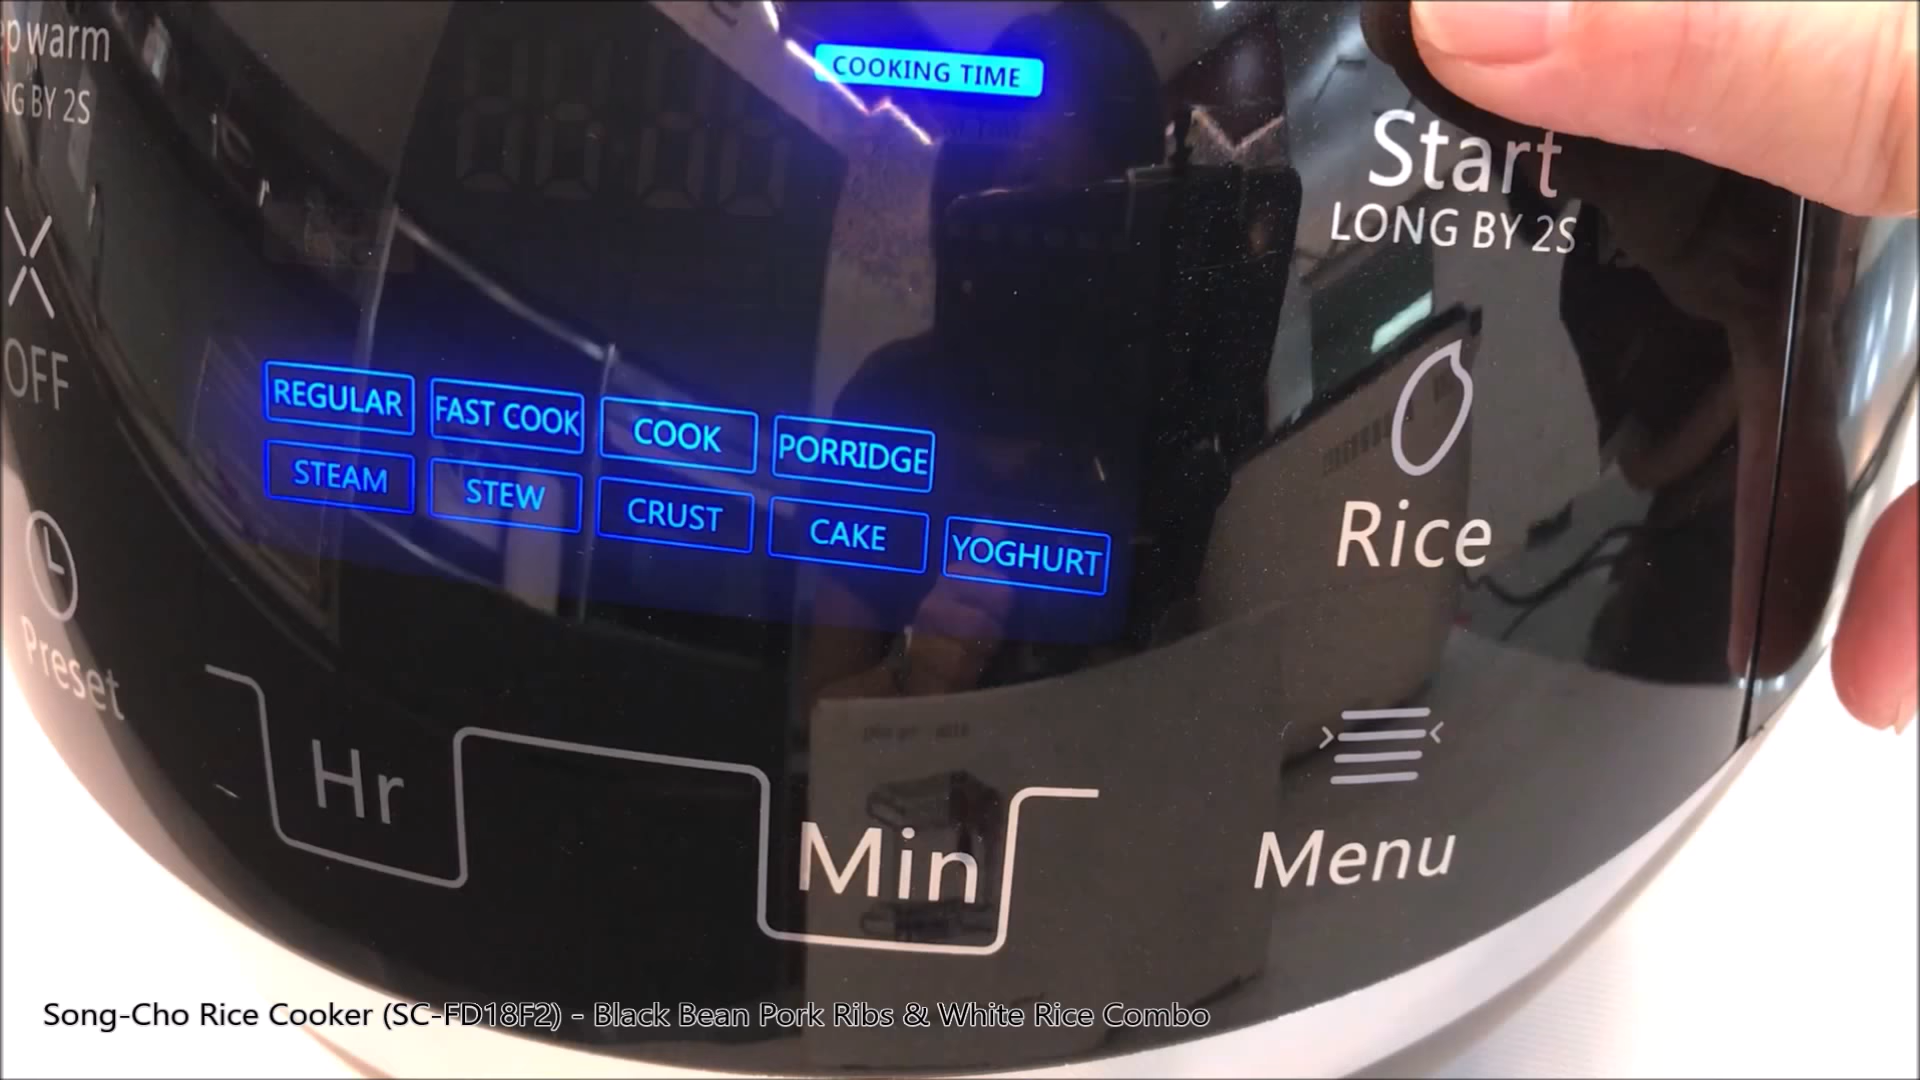 p warm
NG BY 2S
COOKING TIME
Start
LONG BY 2S
OFF
REGULAR
FAST COOK
COOK
PORRIDGE
STEAM
STEW
CRUST
CAKE
YOGHURT
Rice
Preset
Hr
Min
Menu
Song-Cho Rice Cooker (SC-FD18F2) - Black Bean Pork Ribs & White Rice Combo